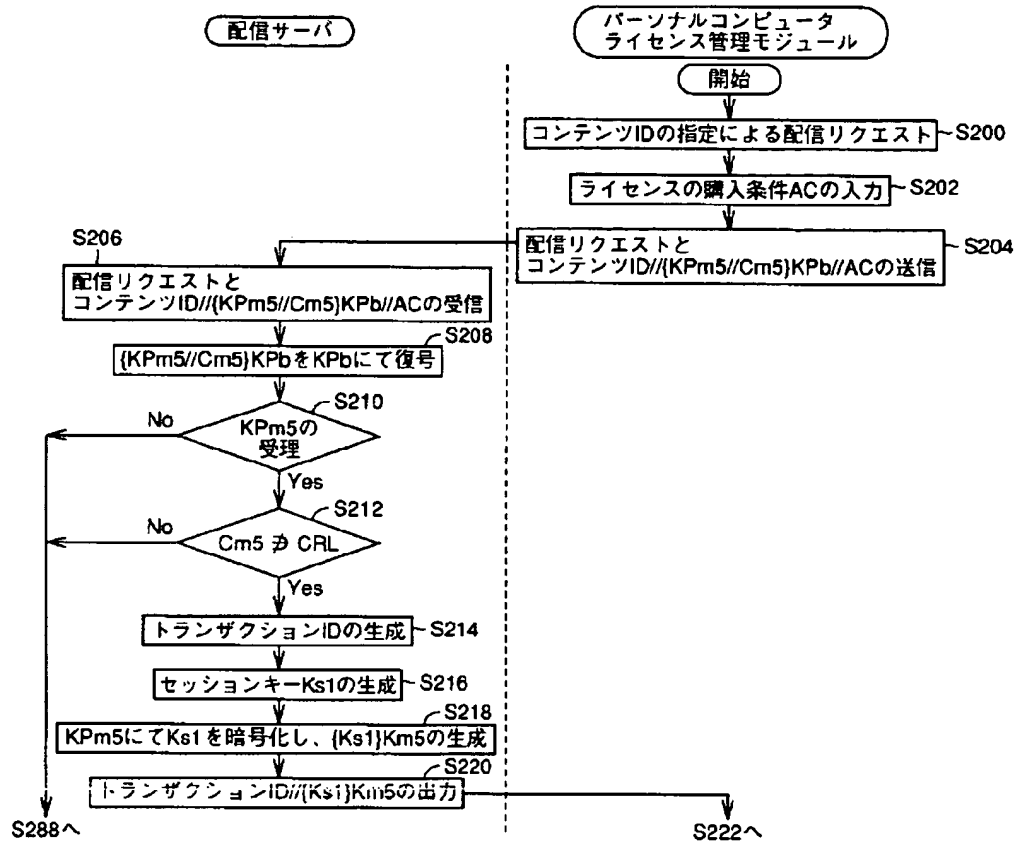 配信サーバ
パーソナルコンピュータ
ライセンス管理モジュール
開始
コンテンツIDの指定による配信リクエスト
S200
ライセンスの購入条件ACの入力
S202
配信リクエストと
コンテンツID//{KPm5//Cm5}KPb//ACの送信
S204
S206
配信リクエストと
コンテンツID//{KPm5//Cm5}KPb//ACの受信
S208
{KPm5//Cm5}KPbをKPbにて復号
S210
KPm5の
受理
No
Yes
S212
Cm5 ∌ CRL
No
Yes
トランザクションIDの生成
S214
セッションキーKs1の生成
S216
S218
KPm5にてKs1を暗号化し、{Ks1}Km5の生成
S220
トランザクションID//{Ks1}Km5の出力
S288へ
S222へ